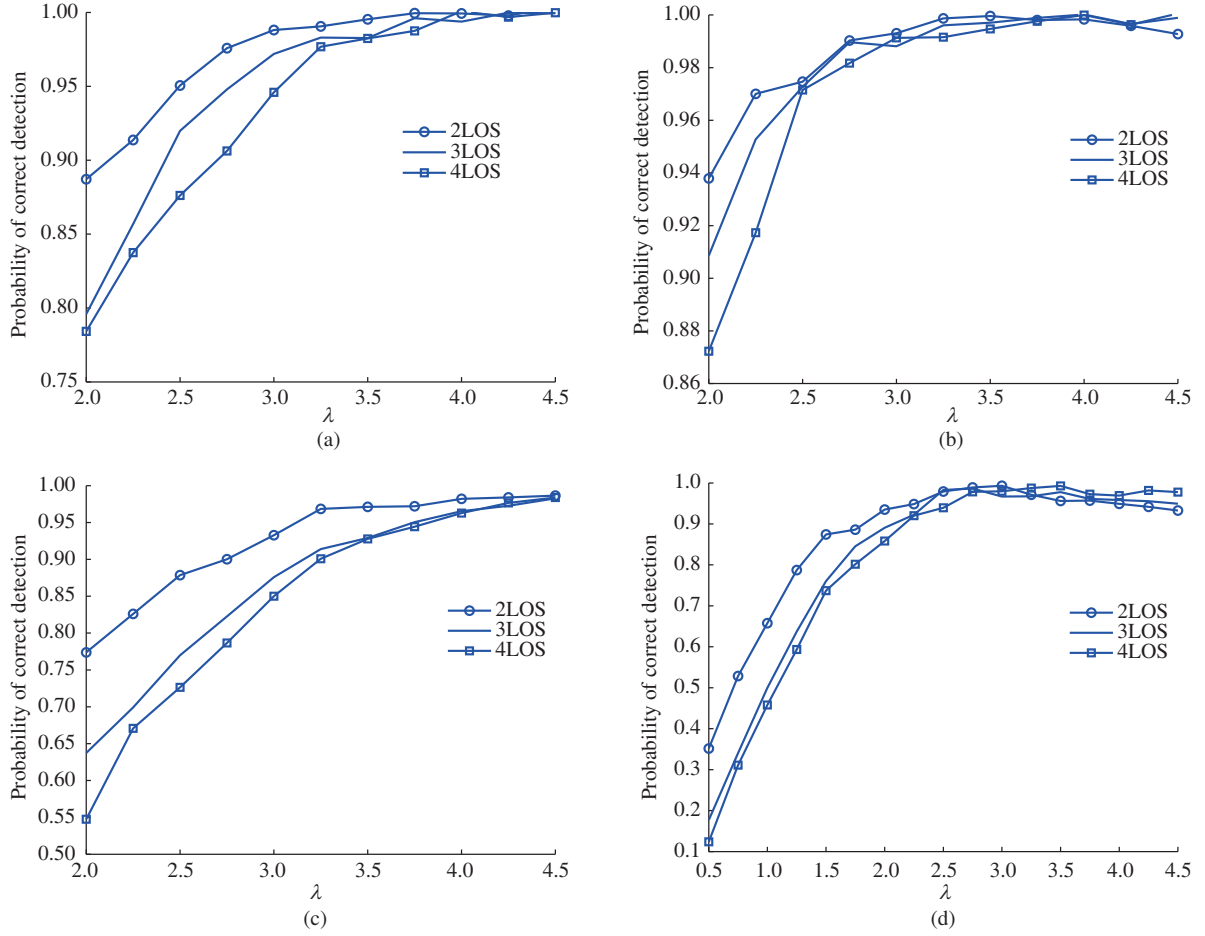 Probability of correct detection
1.00
0.95
0.90
0.85
0.80
0.75
2.0
2.5
3.0
3.5
4.0
4.5
λ
2LOS
3LOS
4LOS
(a)
Probability of correct detection
1.00
0.98
0.96
0.94
0.92
0.90
0.88
0.86
2.0
2.5
3.0
3.5
4.0
4.5
λ
2LOS
3LOS
4LOS
(b)
Probability of correct detection
1.00
0.95
0.90
0.85
0.80
0.75
0.70
0.65
0.60
0.55
0.50
2.0
2.5
3.0
3.5
4.0
4.5
λ
2LOS
3LOS
4LOS
(c)
Probability of correct detection
1.0
0.9
0.8
0.7
0.6
0.5
0.4
0.3
0.2
0.1
0.5
1.0
1.5
2.0
2.5
3.0
3.5
4.0
4.5
λ
2LOS
3LOS
4LOS
(d)